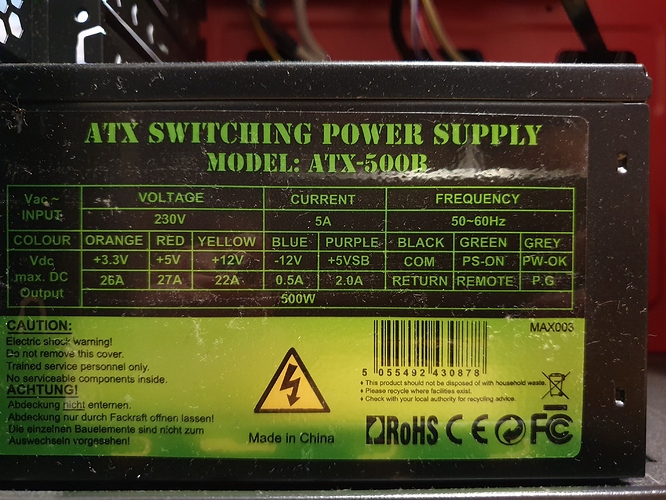 ATX SWITCHING POWER SUPPLY
MODEL: ATX-500B
Vac ~ INPUT VOLTAGE CURRENT FREQUENCY
230V 5A 50~60Hz
COLOUR ORANGE RED YELLOW BLUE PURPLE BLACK GREEN GREY
Vdc max. DC Output +3.3V +5V +12V -12V +5VSB COM PS-ON PW-OK
26A 27A 22A 0.5A 2.0A RETURN REMOTE P.G
500W
CAUTION:
Electric shock warning!
Do not remove this cover.
Trained service personnel only.
No serviceable components inside.
ACHTUNG!
Abdeckung nicht enternen.
Abdeckung nur durch Fackraft öffnen lassen!
Die einzelnen Bauelemente sind nicht zum
Auswechseln vorgesehen!
Made in China
MAX003
5 055492 430878
♦ This product should not be disposed of with household waste.
♦ Please recycle where facilities exist.
♦ Check with your local authority for recycling advice.
RoHS CE FC